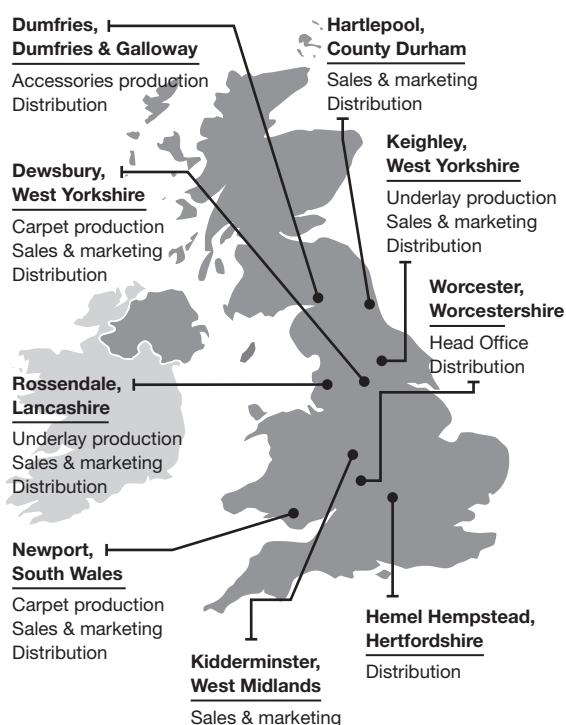 Dumfries,
Dumfries & Galloway
Accessories production
Distribution
Hartlepool,
County Durham
Sales & marketing
Distribution
Keighley,
West Yorkshire
Underlay production
Sales & marketing
Distribution
Dewsbury,
West Yorkshire
Carpet production
Sales & marketing
Distribution
Worcester,
Worcestershire
Head Office
Distribution
Rossendale,
Lancashire
Underlay production
Sales & marketing
Distribution
Newport,
South Wales
Carpet production
Sales & marketing
Distribution
Kidderminster,
West Midlands
Sales & marketing
Hemel Hempstead,
Hertfordshire
Distribution